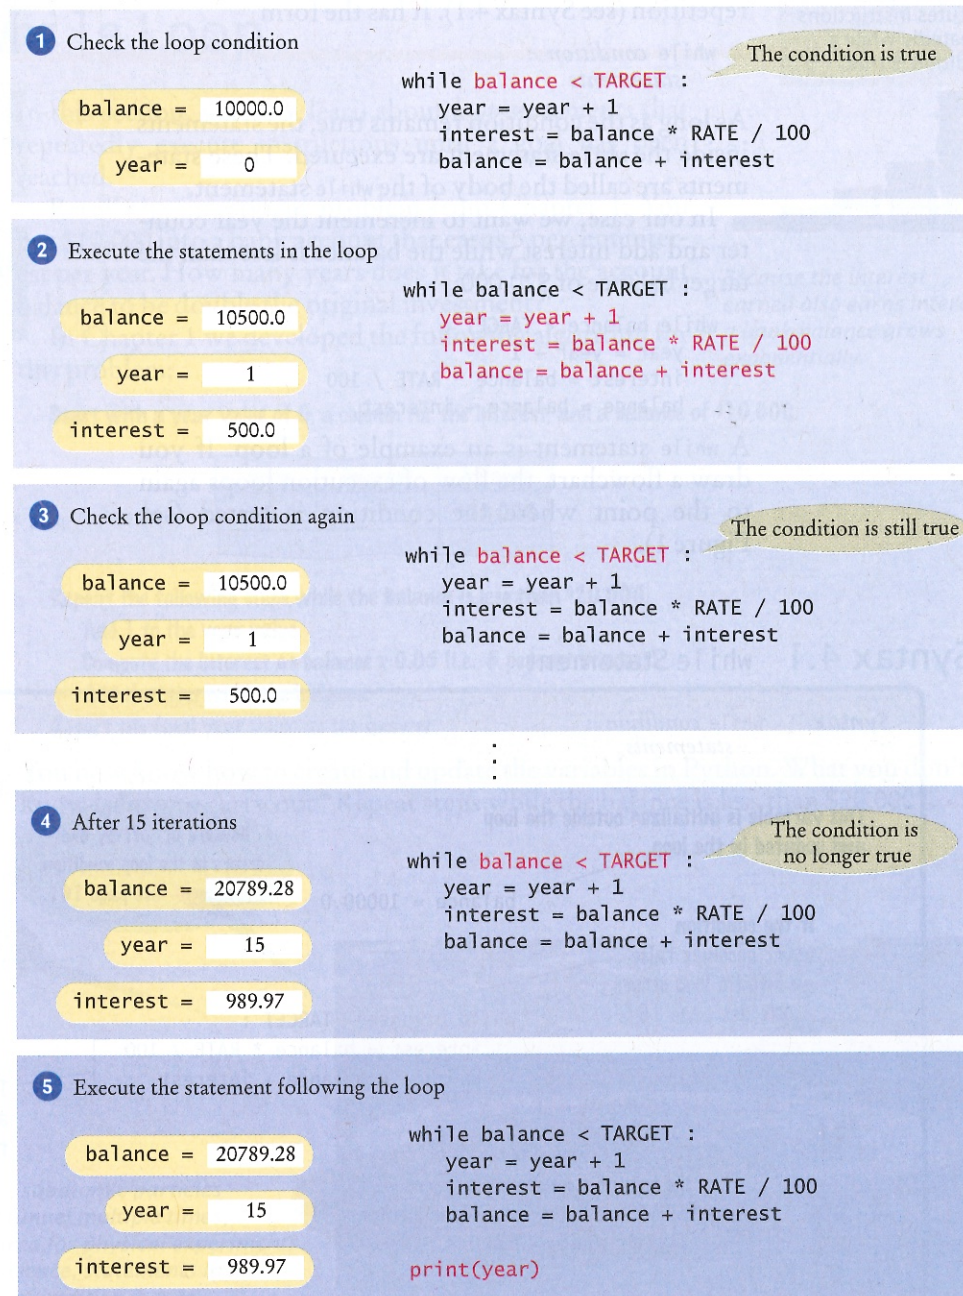 1 Check the loop condition
balance = 10000.0
year = 0
while balance < TARGET :
year = year + 1
interest = balance * RATE / 100
balance = balance + interest
The condition is true
2 Execute the statements in the loop
balance = 10500.0
year = 1
interest = 500.0
while balance < TARGET :
year = year + 1
interest = balance * RATE / 100
balance = balance + interest
3 Check the loop condition again
balance = 10500.0
year = 1
interest = 500.0
while balance < TARGET :
year = year + 1
interest = balance * RATE / 100
balance = balance + interest
The condition is still true
4 After 15 iterations
balance = 20789.28
year = 15
interest = 989.97
while balance < TARGET :
year = year + 1
interest = balance * RATE / 100
balance = balance + interest
The condition is
no longer true
5 Execute the statement following the loop
balance = 20789.28
year = 15
interest = 989.97
while balance < TARGET :
year = year + 1
interest = balance * RATE / 100
balance = balance + interest
print(year)